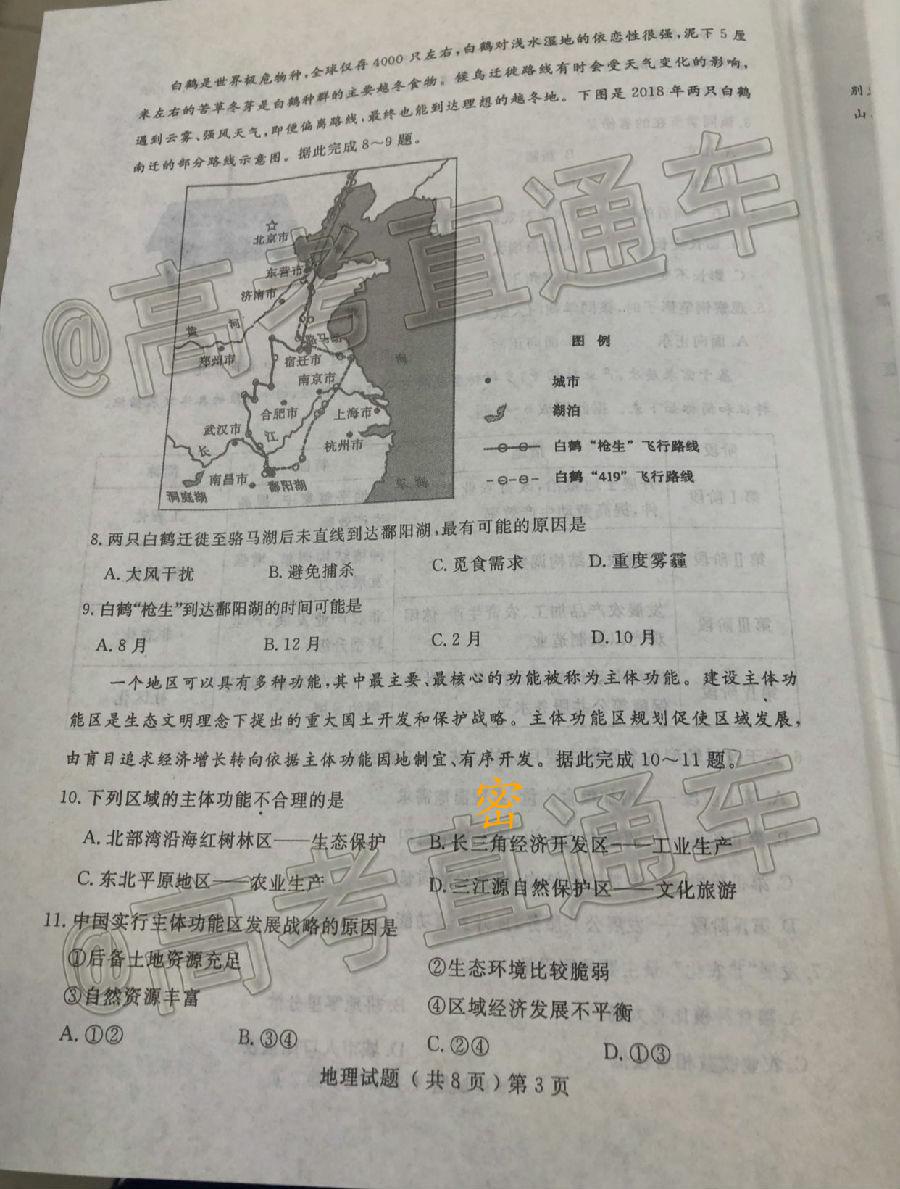 白鹤是世界极危物种,全球仅存4000只左右,白鹤对浅水湿地的依恋性很强,泥下5厘
米左右的苦草冬芽是白鹤种群的主要越冬食物。候鸟迁徙路线有时会受天气变化的影响,
遇到云雾、强风天气,即使偏离路线,最终也能到达理想的越冬地。下图是2018年两只白鹤
南迁的部分路线示意图。据此完成8~9题。
北京市
东营市
济南市
黄 河
郑州市
骆马湖
宿迁市
南京市
合肥市
上海市
武汉市
杭州市
长 江
南昌市
鄱阳湖
洞庭湖
海
东海
图 例
城市
湖泊
白鹤“枪生”飞行路线
白鹤“419”飞行路线
8.两只白鹤迁徙至骆马湖后未直线到达鄱阳湖,最有可能的原因是
A.大风干扰 B.避免捕杀 C.觅食需求 D.重度雾霾
9.白鹤“枪生”到达鄱阳湖的时间可能是
A.8月 B.12月 C.2月 D.10月
一个地区可以具有多种功能,其中最主要、最核心的功能被称为主体功能。建设主体功
能区是生态文明理念下提出的重大国土开发和保护战略。主体功能区规划促使区域发展,
由盲目追求经济增长转向依据主体功能因地制宜、有序开发。据此完成10~11题。
10.下列区域的主体功能不合理的是
密
A.北部湾沿海红树林区——生态保护 B.长三角经济开发区——工业生产
C.东北平原地区——农业生产 D.三江源自然保护区——文化旅游
11.中国实行主体功能区发展战略的原因是
①后备土地资源充足 ②生态环境比较脆弱
③自然资源丰富 ④区域经济发展不平衡
A.①② B.③④ C.②④ D.①③
地理试题(共8页)第3页
@高考直通车
@高考直通车